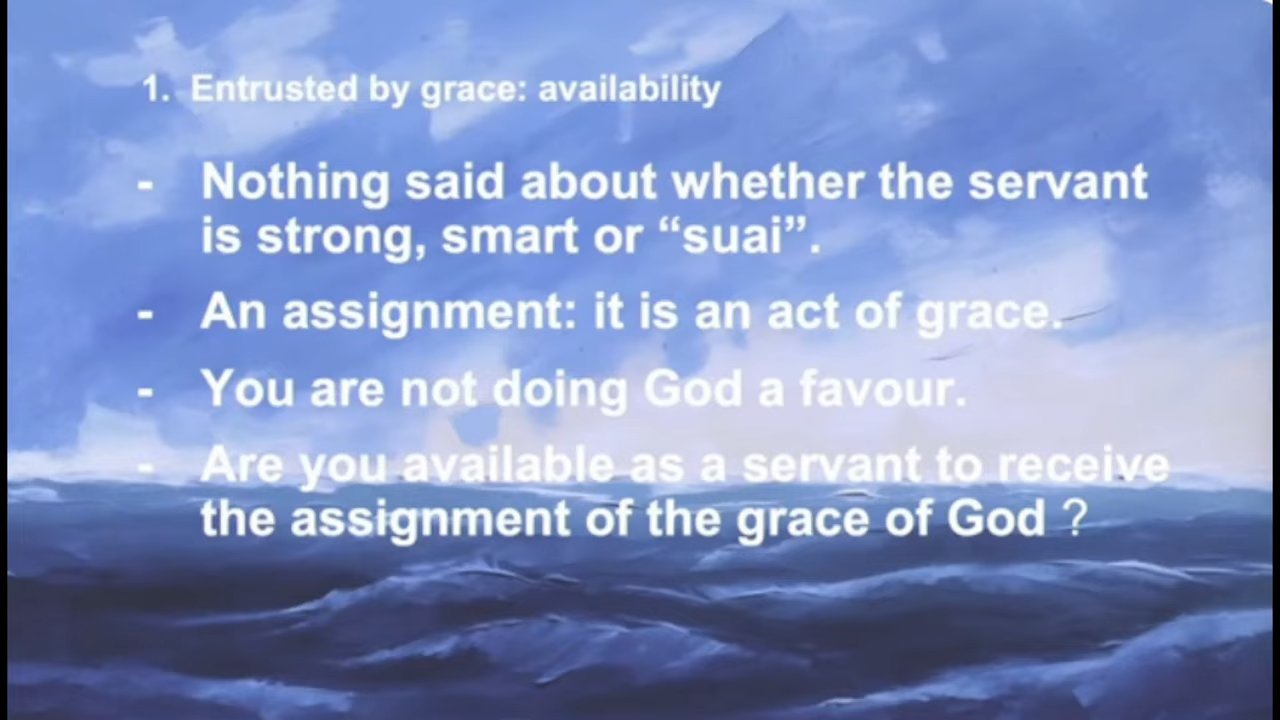 1. Entrusted by grace: availability
- Nothing said about whether the servant
is strong, smart or “suai”.
- An assignment: it is an act of grace.
- You are not doing God a favour.
- Are you available as a servant to receive
the assignment of the grace of God ?